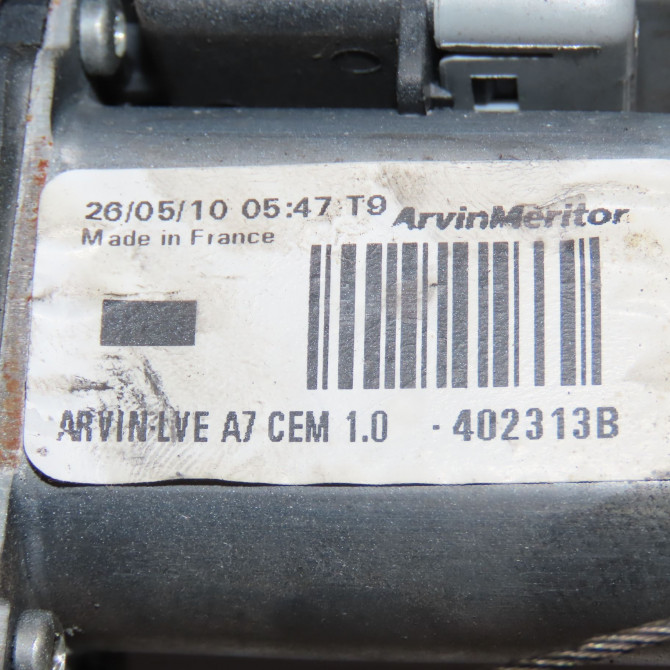 26/05/10 05:47 T9 ArvinMeritor
Made in France
ARVIN LVE A7 CEM 1.0 - 402313B